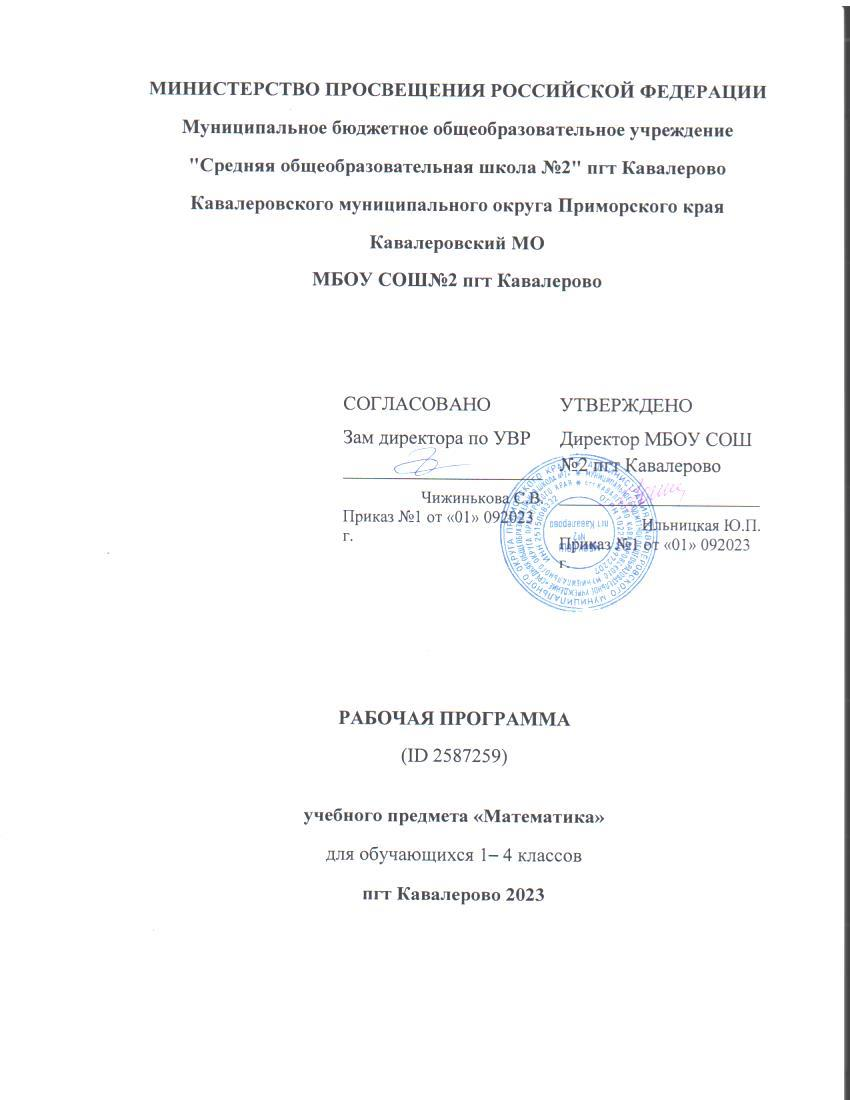 МИНИСТЕРСТВО ПРОСВЕЩЕНИЯ РОССИЙСКОЙ ФЕДЕРАЦИИ
Муниципальное бюджетное общеобразовательное учреждение
"Средняя общеобразовательная школа №2" пгт Кавалерово
Кавалеровского муниципального округа Приморского края
Кавалеровский МО
МБОУ СОШ№2 пгт Кавалерово
СОГЛАСОВАНО
Зам директора по УВР
Чижинькова С.В.
Приказ №1 от «01» 092023
г.
УТВЕРЖДЕНО
Директор МБОУ СОШ
№2 пгт Кавалерово
Ильницкая Ю.П.
Приказ №1 от «01» 092023
г.
РАБОЧАЯ ПРОГРАММА
(ID 2587259)
учебного предмета «Математика»
для обучающихся 1– 4 классов
пгт Кавалерово 2023